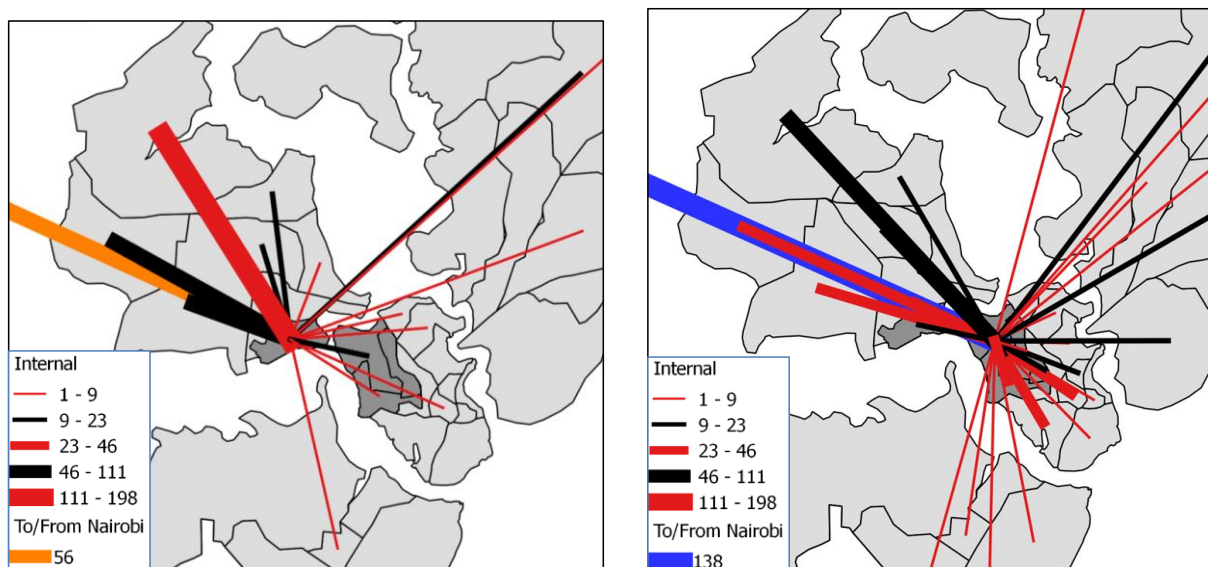 Internal
1 - 9
9 - 23
23 - 46
46 - 111
111 - 198
To/From Nairobi
56
Internal
1 - 9
9 - 23
23 - 46
46 - 111
111 - 198
To/From Nairobi
138